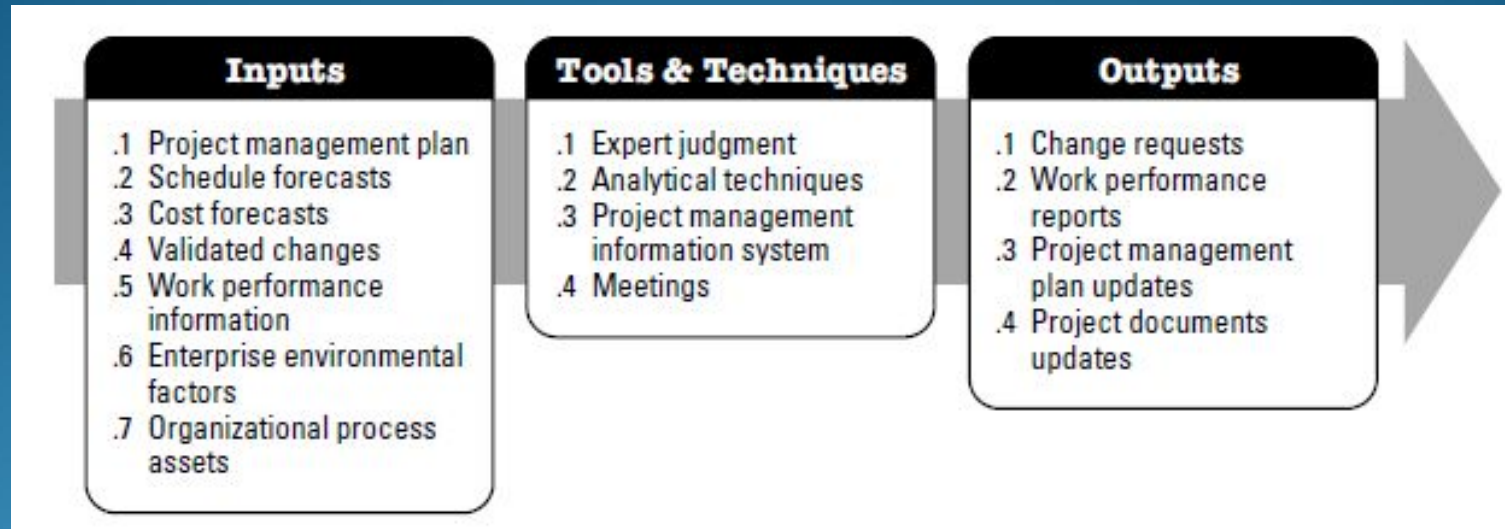 Inputs
.1 Project management plan
.2 Schedule forecasts
.3 Cost forecasts
.4 Validated changes
.5 Work performance
information
.6 Enterprise environmental
factors
.7 Organizational process
assets
Tools & Techniques
.1 Expert judgment
.2 Analytical techniques
.3 Project management
information system
.4 Meetings
Outputs
.1 Change requests
.2 Work performance
reports
.3 Project management
plan updates
.4 Project documents
updates